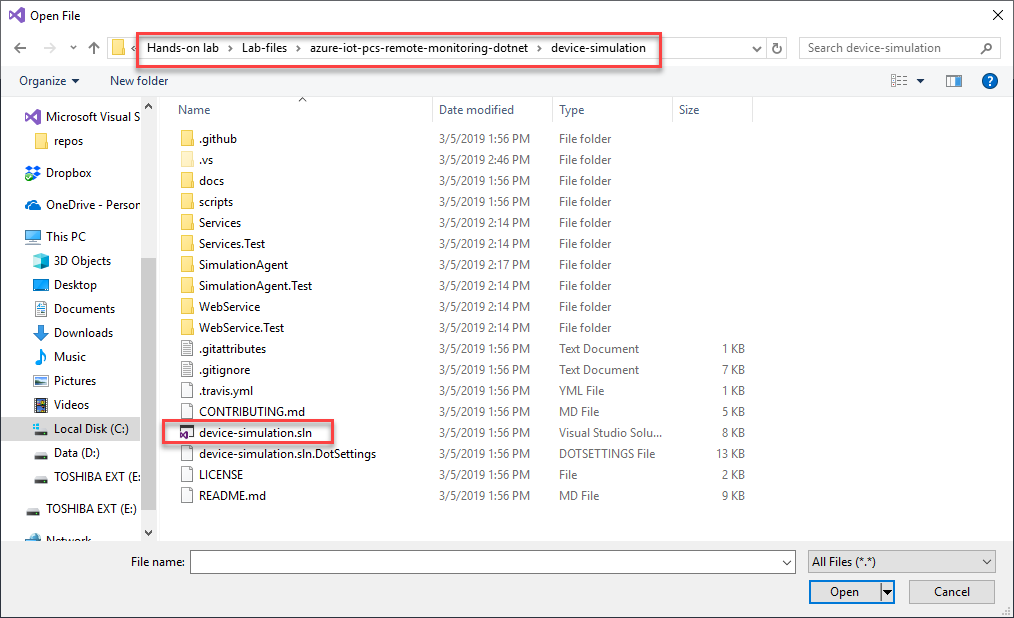 Open File
« Hands-on lab › Lab-files › azure-iot-pcs-remote-monitoring-dotnet › device-simulation
Search device-simulation
Organize
New folder
Name Date modified Type Size
Microsoft Visual S
repos
Dropbox
OneDrive - Person
This PC
3D Objects
Desktop
Documents
Downloads
Music
Pictures
Videos
Local Disk (C:)
Data (D:)
TOSHIBA EXT (E:
TOSHIBA EXT (E:)
Network
.github 3/5/2019 1:56 PM File folder
.vs 3/5/2019 2:46 PM File folder
docs 3/5/2019 1:56 PM File folder
scripts 3/5/2019 1:56 PM File folder
Services 3/5/2019 2:14 PM File folder
Services.Test 3/5/2019 2:14 PM File folder
SimulationAgent 3/5/2019 2:17 PM File folder
SimulationAgent.Test 3/5/2019 2:14 PM File folder
WebService 3/5/2019 2:14 PM File folder
WebService.Test 3/5/2019 2:14 PM File folder
.gitattributes 3/5/2019 1:56 PM Text Document 1 KB
.gitignore 3/5/2019 1:56 PM Text Document 7 KB
.travis.yml 3/5/2019 1:56 PM YML File 1 KB
CONTRIBUTING.md 3/5/2019 1:56 PM MD File 5 KB
device-simulation.sln 3/5/2019 1:56 PM Visual Studio Solu... 8 KB
device-simulation.sln.DotSettings 3/5/2019 1:56 PM DOTSETTINGS File 13 KB
LICENSE 3/5/2019 1:56 PM File 2 KB
README.md 3/5/2019 1:56 PM MD File 9 KB
File name:
All Files (*.*)
Open
Cancel